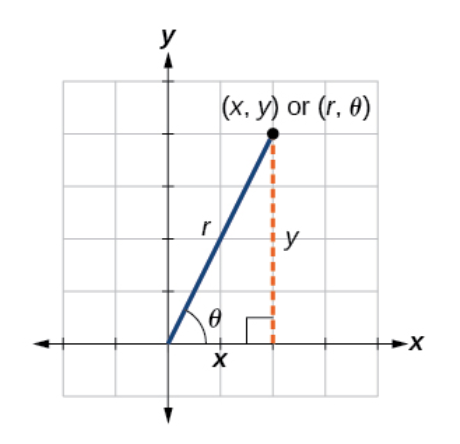 y
(x, y) or (r, θ)
r
y
θ
x
x